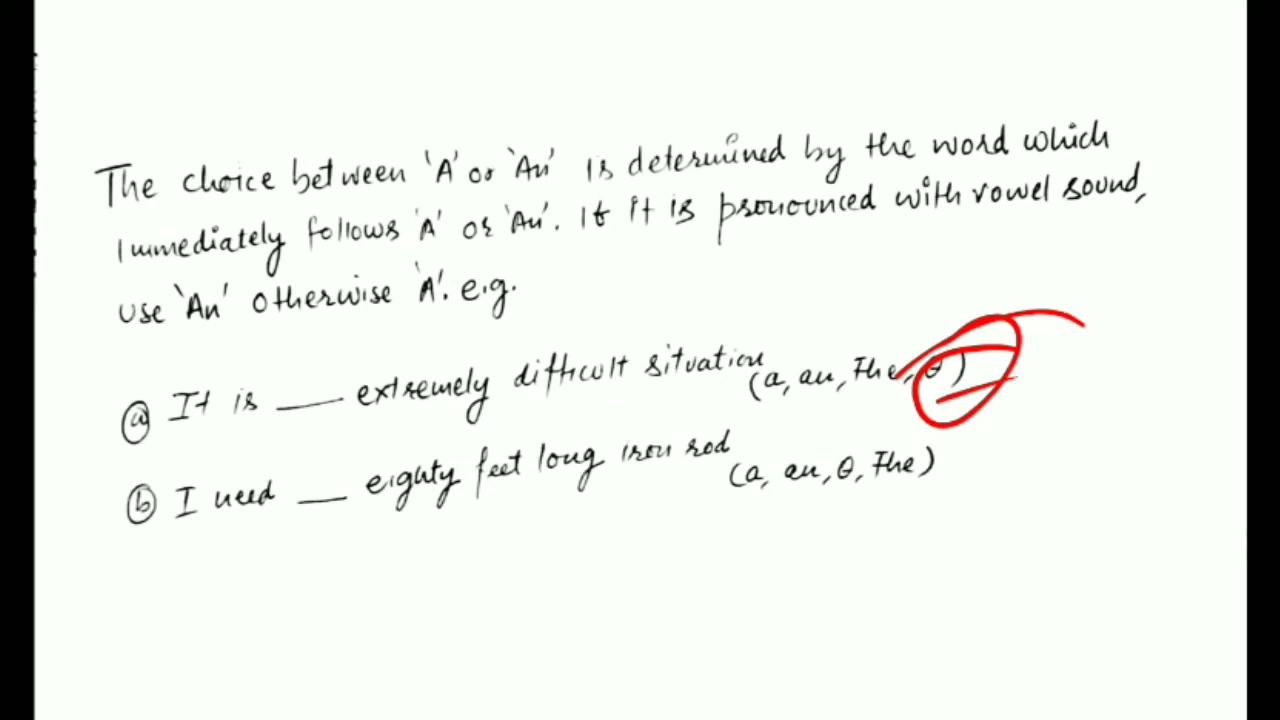 The choice between 'A' or 'An' is determined by the word which
immediately follows 'A' or 'An'. If it is pronounced with vowel sound,
use 'An' otherwise 'A'. e.g.
(a) It is ___ extremely difficult situation (a, an, the, θ)
(b) I need ___ eighty feet long iron rod (a, an, θ, the)